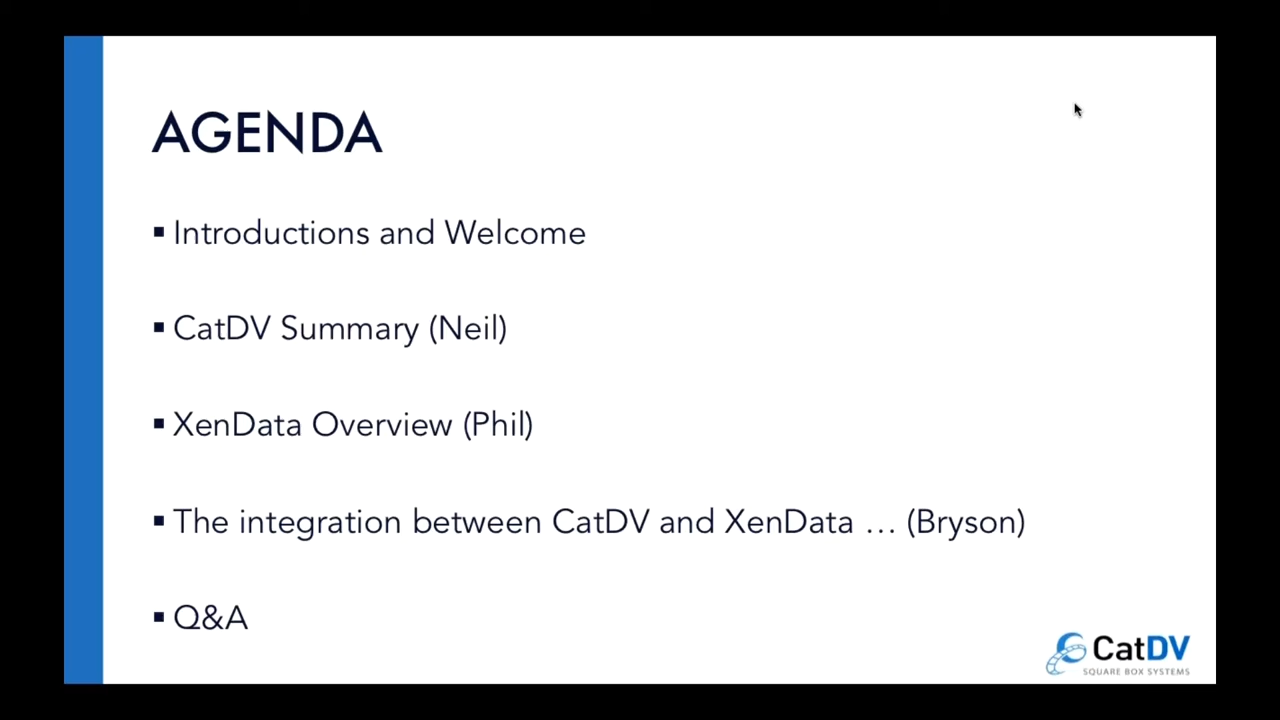 AGENDA
▪ Introductions and Welcome
▪ CatDV Summary (Neil)
▪ XenData Overview (Phil)
▪ The integration between CatDV and XenData … (Bryson)
▪ Q&A
CatDV
SQUARE BOX SYSTEMS